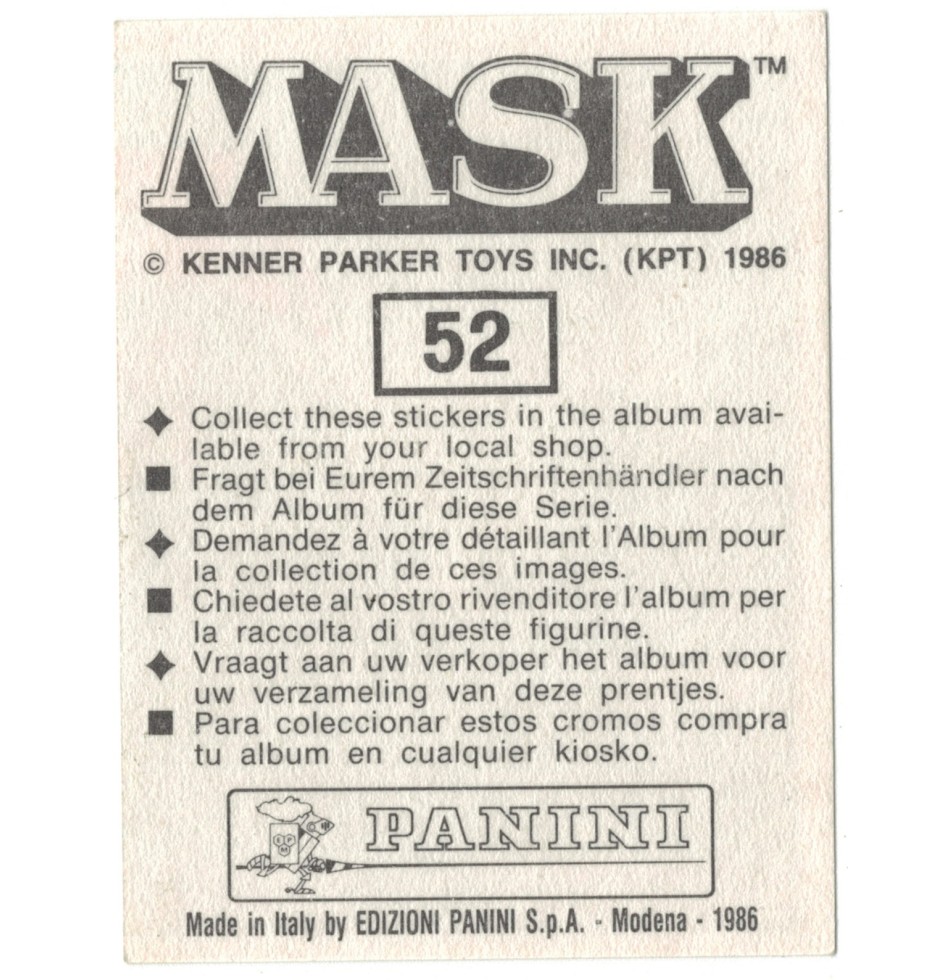 MASK™
© KENNER PARKER TOYS INC. (KPT) 1986
52
◆ Collect these stickers in the album avai-
lable from your local shop.
■ Fragt bei Eurem Zeitschriftenhändler nach
dem Album für diese Serie.
◆ Demandez à votre détaillant l'Album pour
la collection de ces images.
■ Chiedete al vostro rivenditore l'album per
la raccolta di queste figurine.
◆ Vraagt aan uw verkoper het album voor
uw verzameling van deze prentjes.
■ Para coleccionar estos cromos compra
tu album en cualquier kiosko.
PANINI
Made in Italy by EDIZIONI PANINI S.p.A. - Modena - 1986